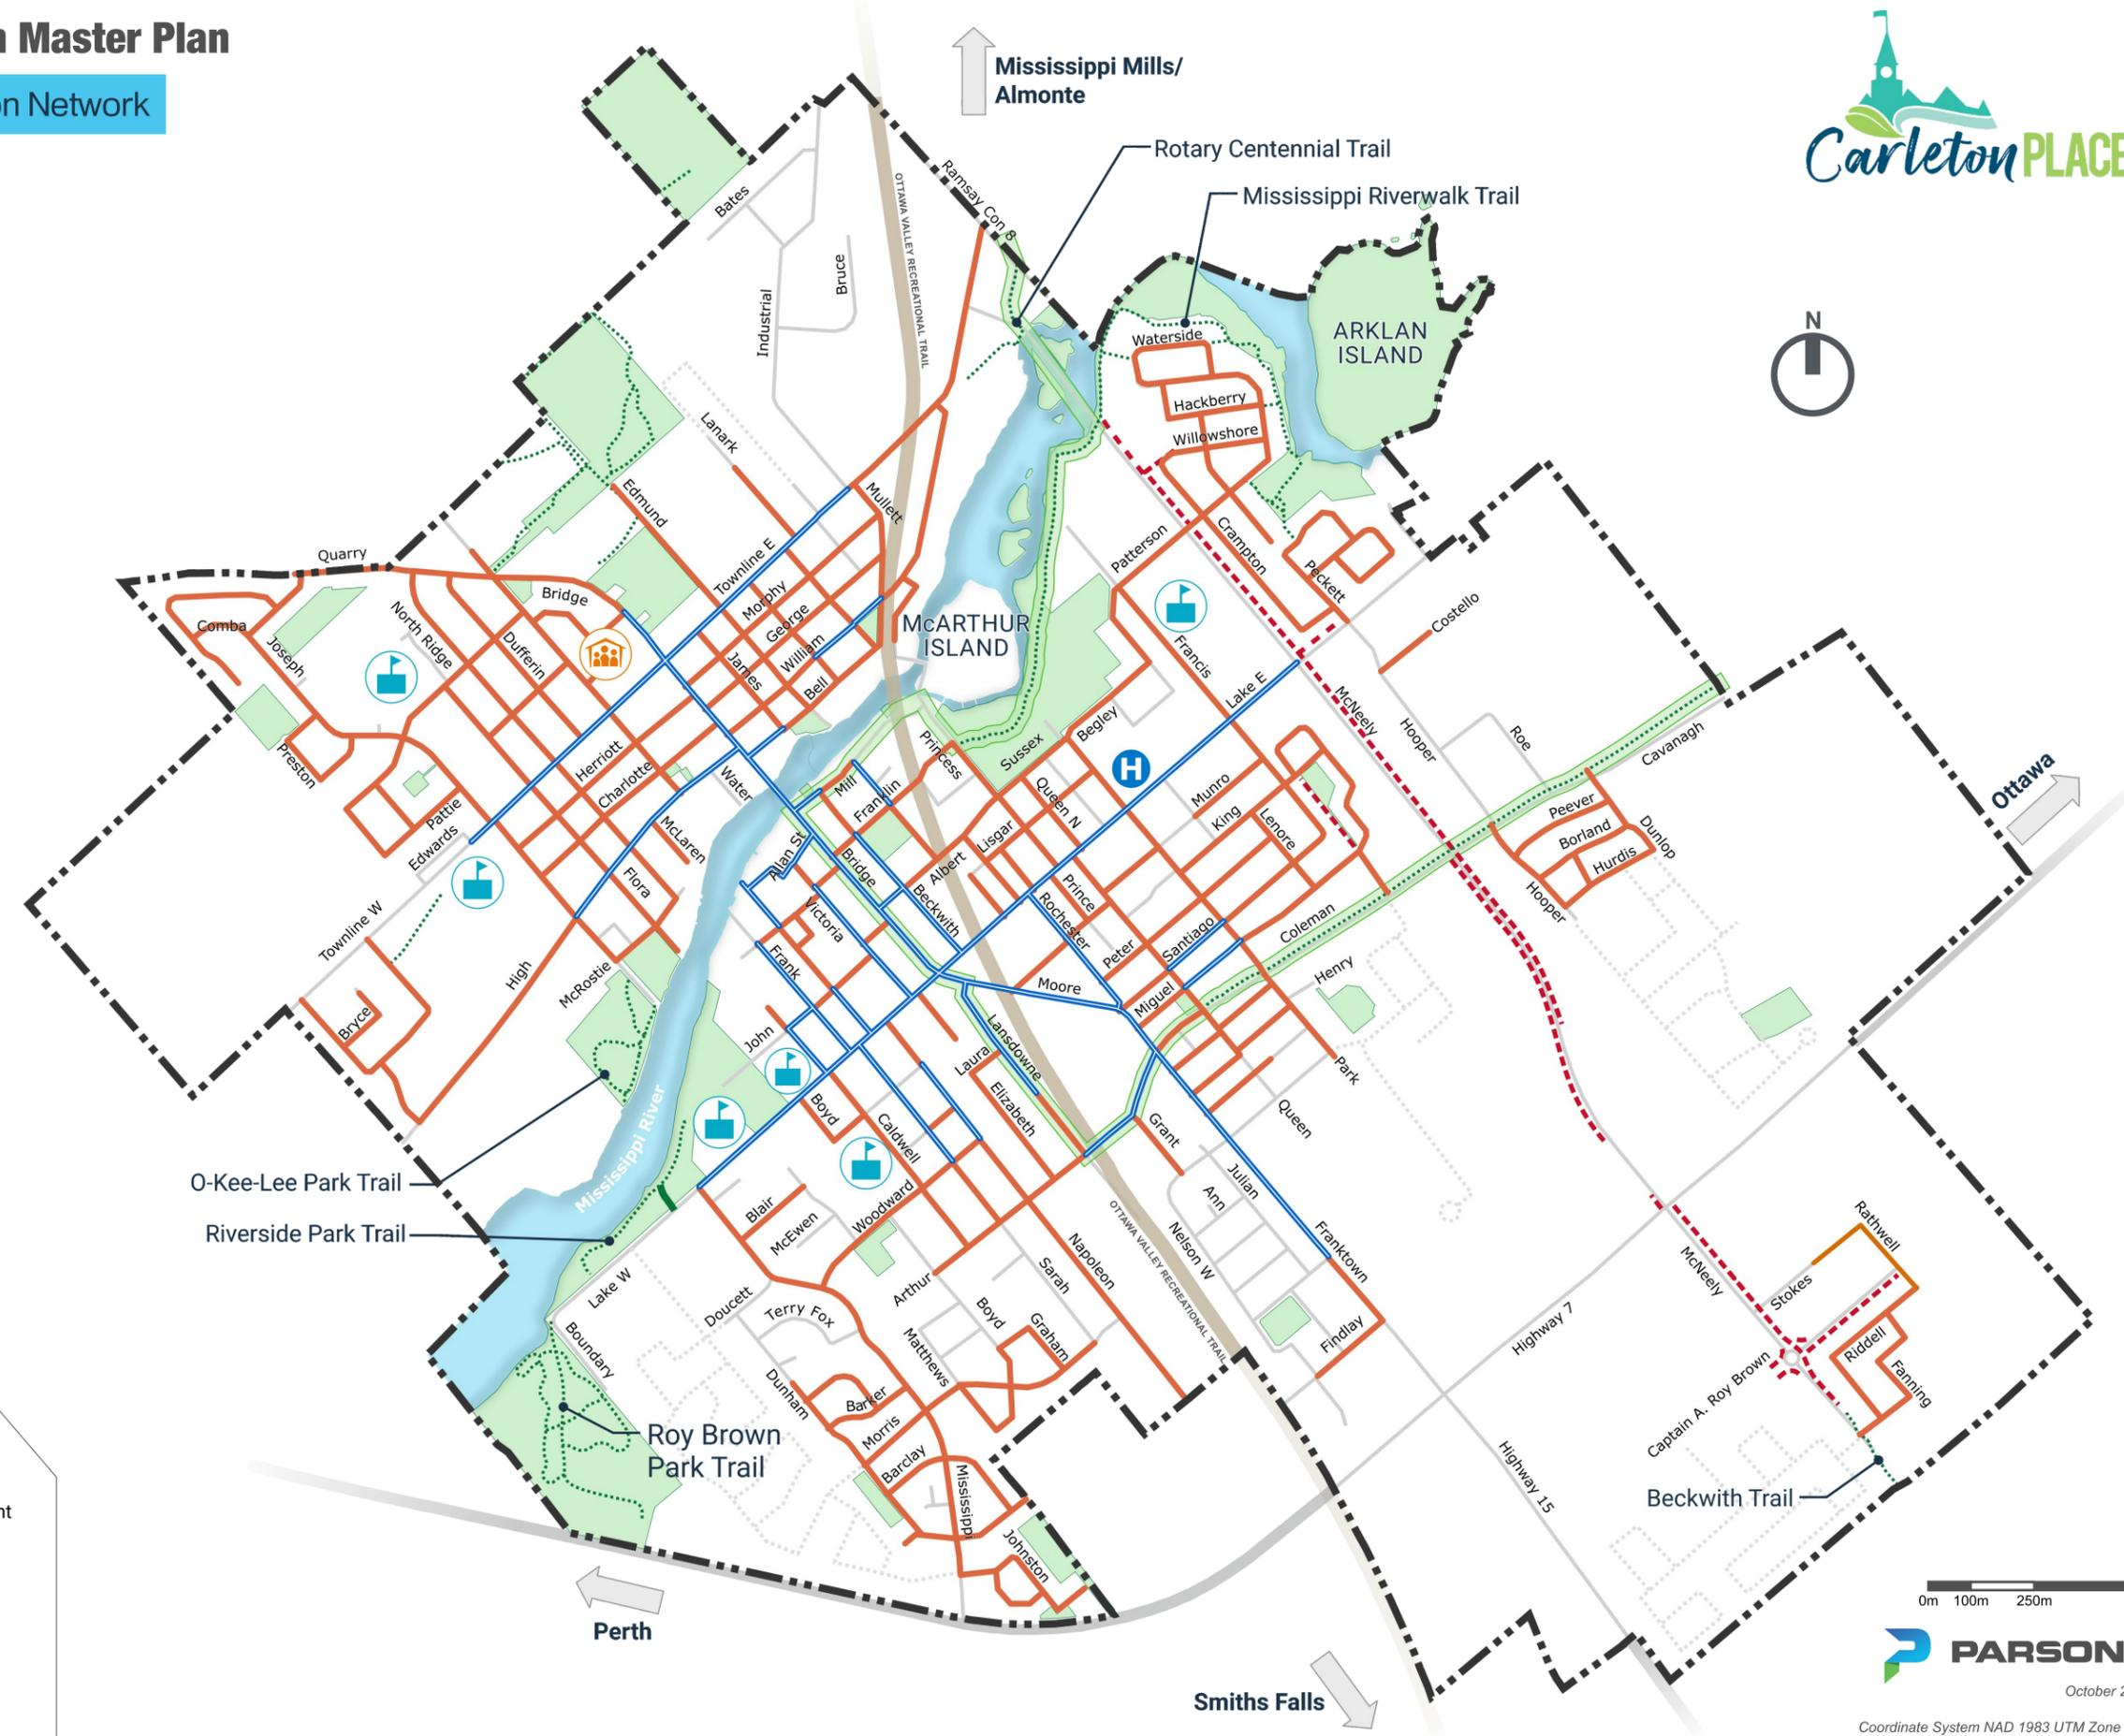 n Master Plan
on Network
Mississippi Mills/
Almonte
Carleton PLACE
Rotary Centennial Trail
Mississippi Riverwalk Trail
Ramsay Con 8
OTTAWA VALLEY RECREATIONAL TRAIL
Bates
Bruce
Industrial
ARKLAN
ISLAND
Waterside
Hackberry
Willowshore
N
Lanark
Edmund
Mullett
Townline E
Morphy
George
William
Bell
James
Quarry
Bridge
Comba
Joseph
North Ridge
Dufferin
Preston
Pattie
Edwards
Herriott
Charlotte
Water
McLaren
Flora
McARTHUR
ISLAND
Patterson
Crampton
Peckett
Costello
Francis
Lake E
McNeely
Hooper
Roe
Cavanagh
Ottawa
Princess
Sussex
Begley
H
Mill
Franklin
Queen N
Munro
King
Lenore
Lisgar
Albert
Alan St
Bridge
Beckwith
Victoria
Prince
Rochester
Peter
Santiago
Coleman
Peever
Borland
Hurdis
Dunlop
Hooper
Townline W
High
McRostie
Frank
Moore
Miguel
Henry
Bryce
John
Lansdowne
Laura
Elizabeth
Park
Queen
Boyd
Caldwell
Grant
Julian
Ann
Nelson W
Franktown
Mississippi River
O-Kee-Lee Park Trail
Riverside Park Trail
Blair
McEwen
Woodward
OTTAWA VALLEY RECREATIONAL TRAIL
Napoleon
Sarah
Arthur
Lake W
Doucett
Terry Fox
Boyd
Graham
Matthews
Findlay
Highway 7
Rathwell
McNeely
Stokes
Riddell
Fanning
Captain A. Roy Brown
Boundary
Dunham
Barker
Morris
Barclay
Mississippi
Johnston
Roy Brown
Park Trail
Highway 15
Beckwith Trail
nt
Perth
Smiths Falls
0m 100m 250m
PARSON
October 2
Coordinate System NAD 1983 UTM Zone